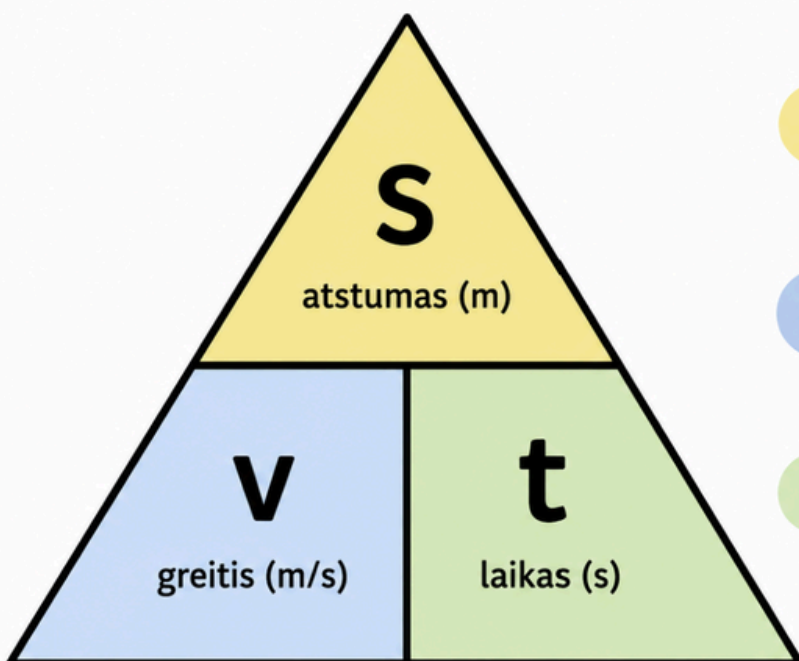 S
atstumas (m)
v
greitis (m/s)
t
laikas (s)